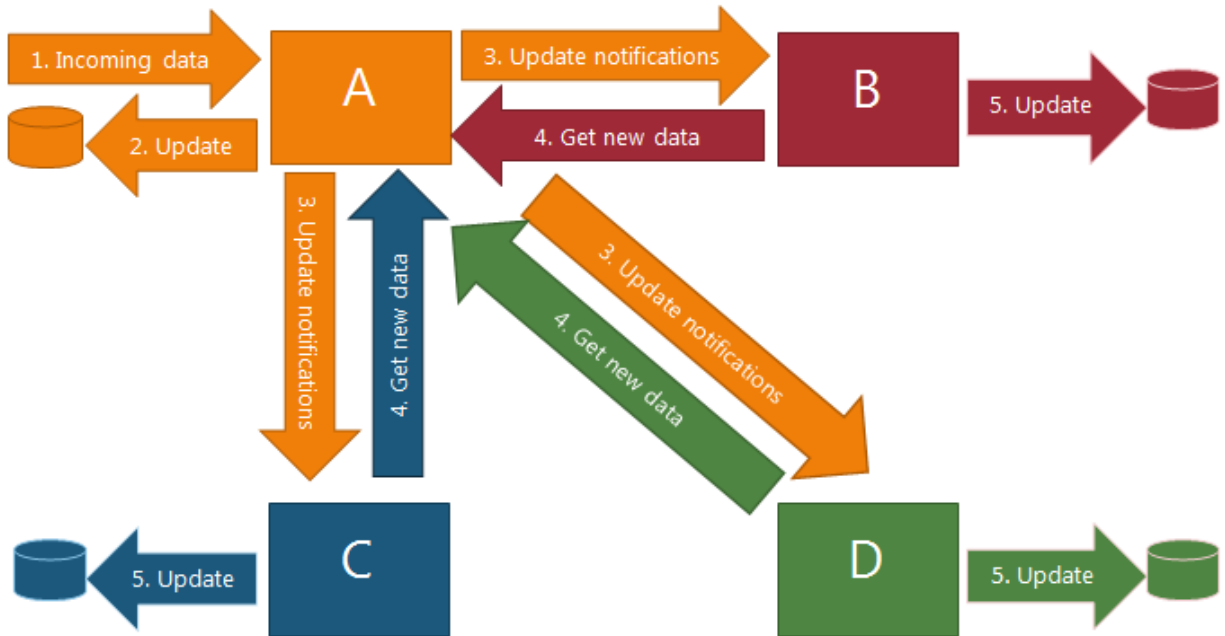 1. Incoming data
A
3. Update notifications
B
2. Update
4. Get new data
5. Update
3. Update notifications
4. Get new data
3. Update notifications
4. Get new data
C
D
5. Update
5. Update